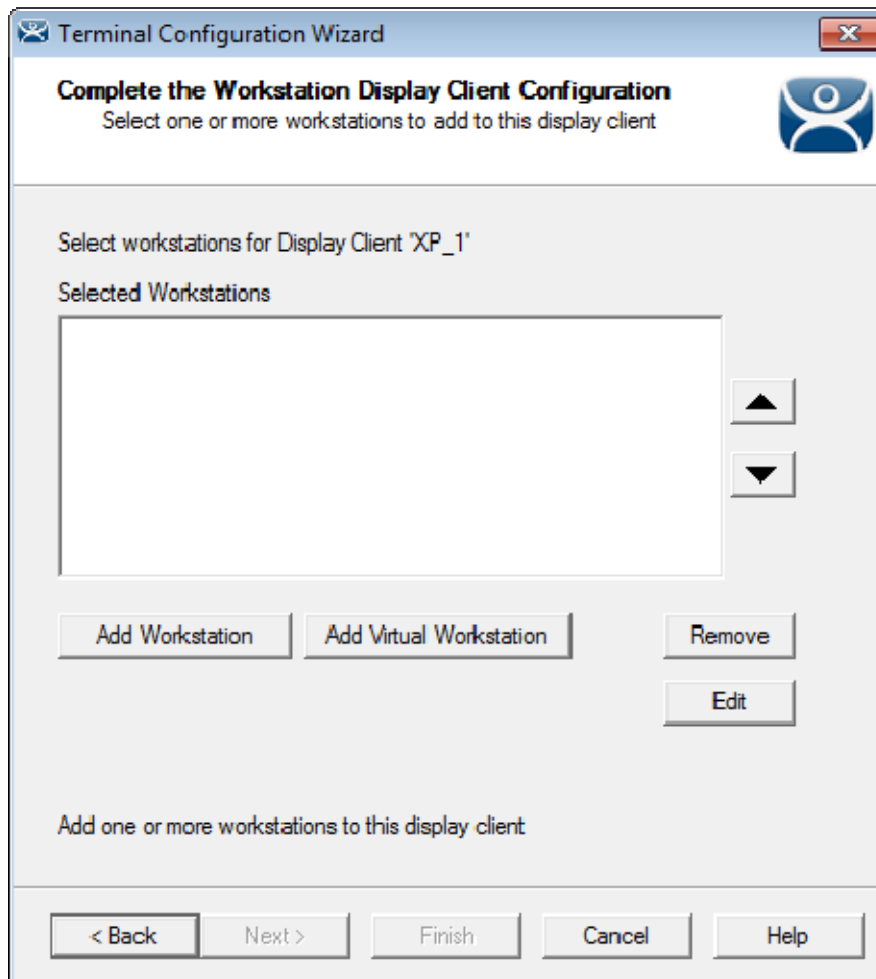 Terminal Configuration Wizard
Complete the Workstation Display Client Configuration
Select one or more workstations to add to this display client
Select workstations for Display Client 'XP_1'
Selected Workstations
Add Workstation
Add Virtual Workstation
Remove
Edit
Add one or more workstations to this display client
< Back
Next >
Finish
Cancel
Help